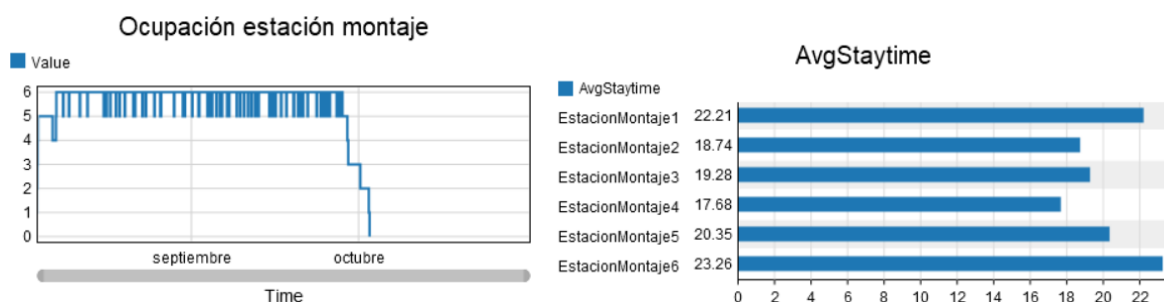 Ocupación estación montaje
Value
6
5
4
3
2
1
0
septiembre octubre
Time
AvgStaytime
AvgStaytime
EstacionMontaje1 22.21
EstacionMontaje2 18.74
EstacionMontaje3 19.28
EstacionMontaje4 17.68
EstacionMontaje5 20.35
EstacionMontaje6 23.26
0 2 4 6 8 10 12 14 16 18 20 22